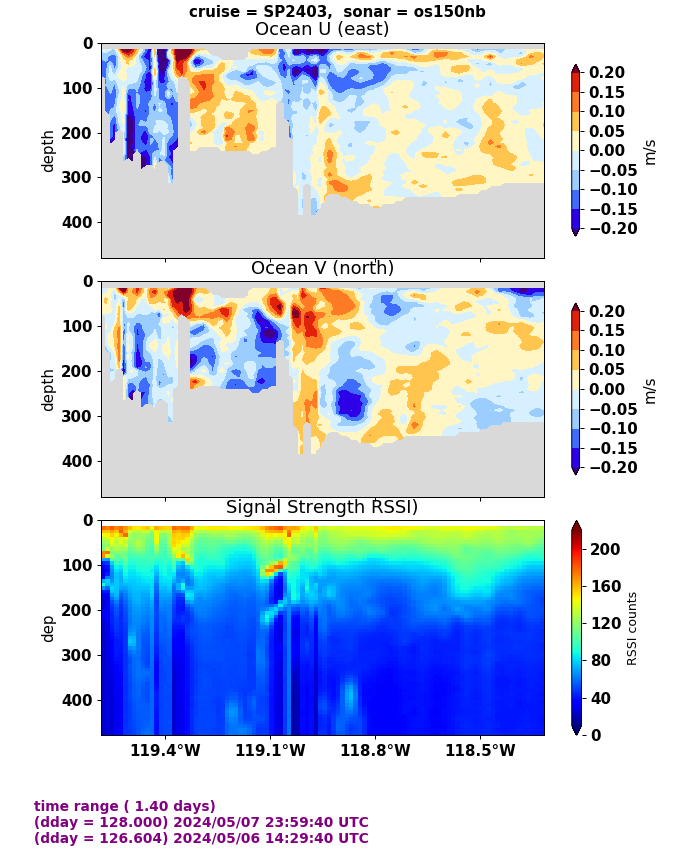 cruise = SP2403, sonar = os150nb
Ocean U (east)
0
100
200
300
400
depth
0.20
0.15
0.10
0.05
0.00
−0.05
−0.10
−0.15
−0.20
m/s
Ocean V (north)
0
100
200
300
400
depth
0.20
0.15
0.10
0.05
0.00
−0.05
−0.10
−0.15
−0.20
m/s
Signal Strength RSSI)
0
100
200
300
400
dep
119.4°W 119.1°W 118.8°W 118.5°W
200
160
120
80
40
0
RSSI counts
time range ( 1.40 days)
(dday = 128.000) 2024/05/07 23:59:40 UTC
(dday = 126.604) 2024/05/06 14:29:40 UTC